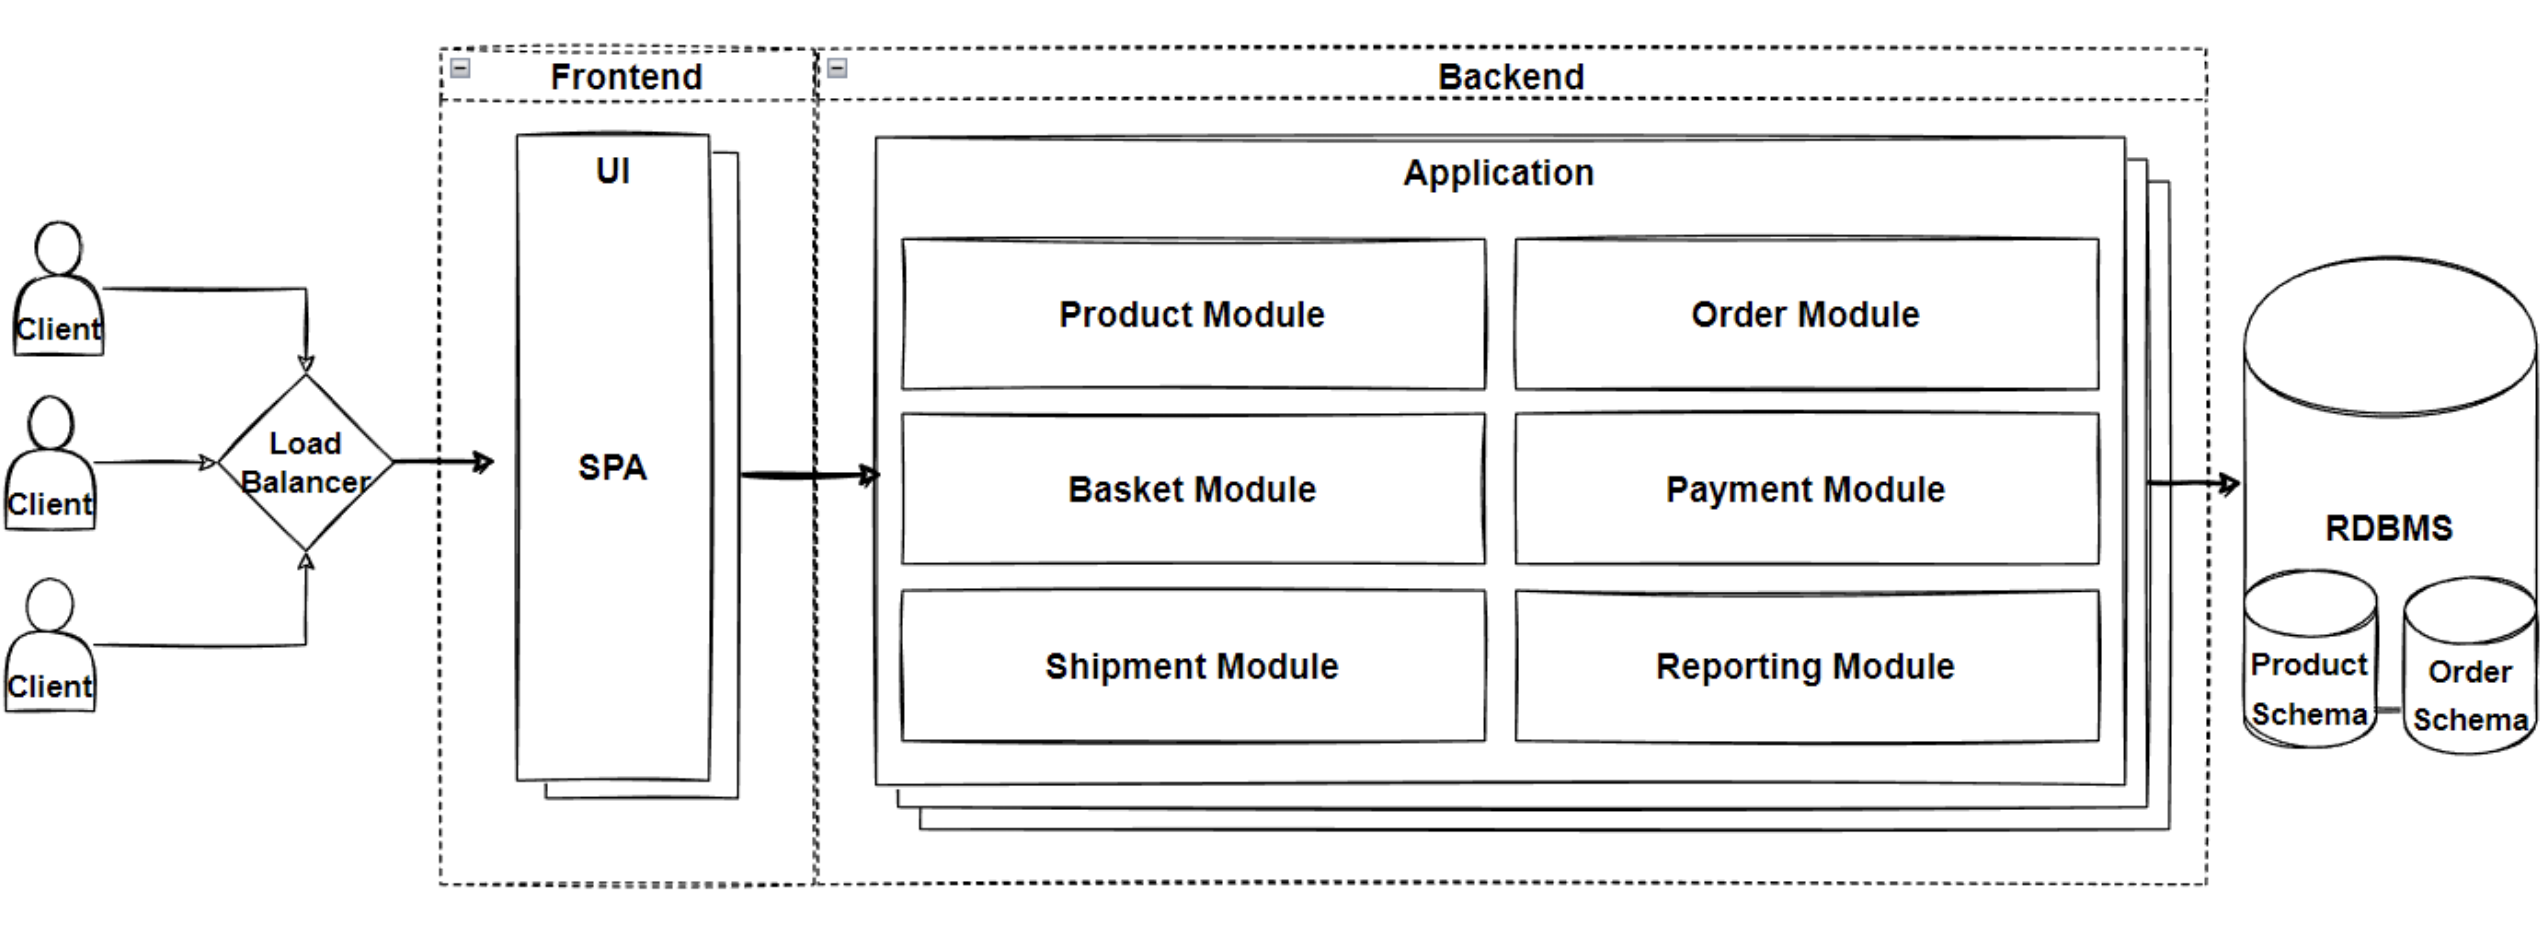 Frontend
Backend
UI
SPA
Application
Client
Client
Client
Load
Balancer
Product Module
Order Module
Basket Module
Payment Module
Shipment Module
Reporting Module
RDBMS
Product
Schema
Order
Schema